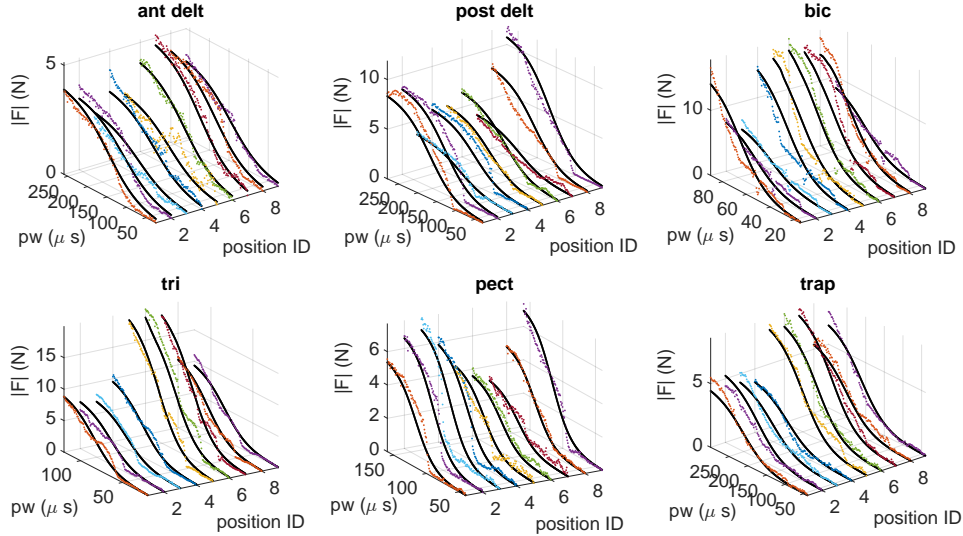 ant delt
|F| (N)
5
0
250
200
150
100
50
pw (μ s)
2
4
6
8
position ID
post delt
|F| (N)
10
5
0
250
200
150
100
50
pw (μ s)
2
4
6
8
position ID
bic
|F| (N)
10
0
80
60
40
20
pw (μ s)
2
4
6
8
position ID
tri
|F| (N)
15
10
5
0
100
50
pw (μ s)
2
4
6
8
position ID
pect
|F| (N)
6
4
2
0
150
100
50
pw (μ s)
2
4
6
8
position ID
trap
|F| (N)
5
0
250
200
150
100
50
pw (μ s)
2
4
6
8
position ID